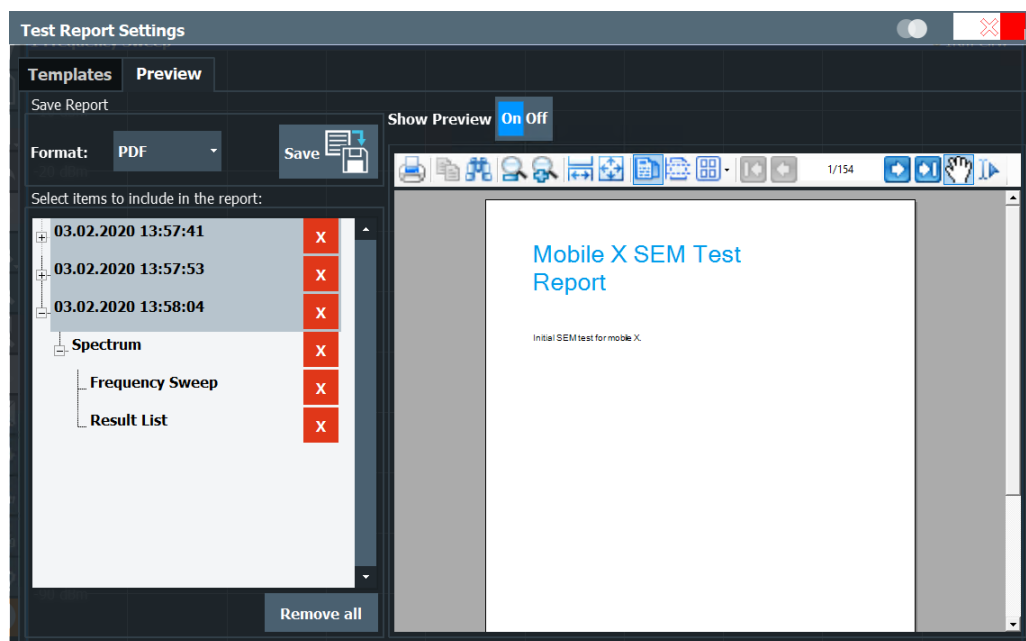 Test Report Settings
Templates Preview
Save Report
Show Preview On Off
Format: PDF Save
1/154
Select items to include in the report:
03.02.2020 13:57:41 X
03.02.2020 13:57:53 X
03.02.2020 13:58:04 X
Spectrum X
Frequency Sweep X
Result List X
Remove all
Mobile X SEM Test
Report
Initial SEM test for moble X.